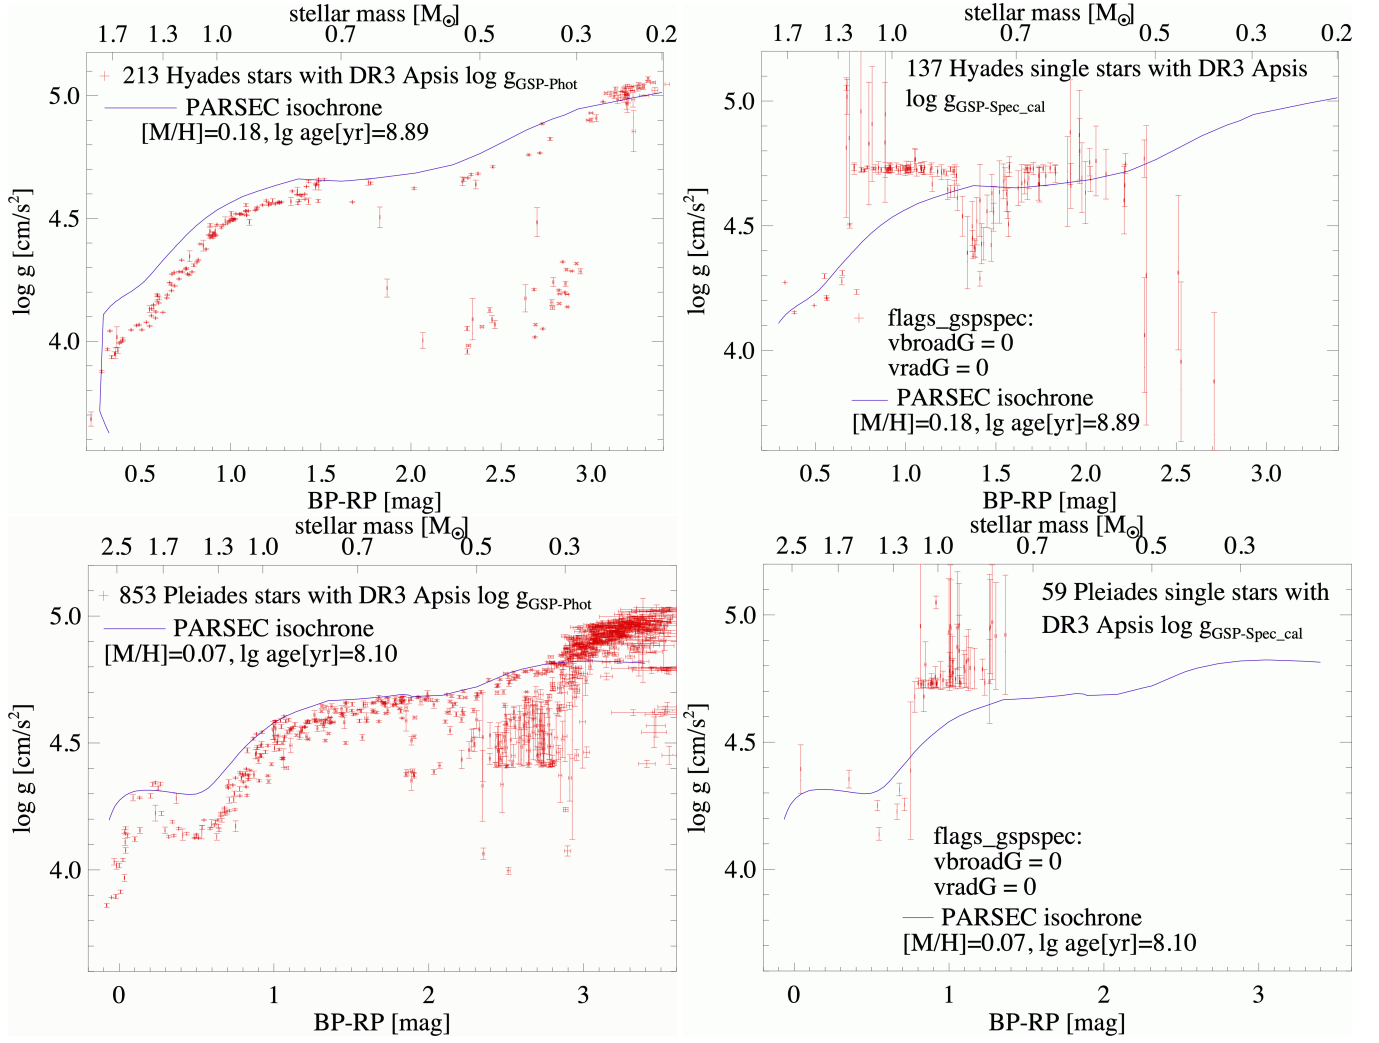 stellar mass [M⊙]
1.7 1.3 1.0 0.7 0.5 0.3 0.2
213 Hyades stars with DR3 Apsis log gGSP-Phot
PARSEC isochrone
[M/H]=0.18, lg age[yr]=8.89
log g [cm/s²]
5.0
4.5
4.0
0.5 1.0 1.5 2.0 2.5 3.0
BP-RP [mag]
stellar mass [M⊙]
1.7 1.3 1.0 0.7 0.5 0.3 0.2
137 Hyades single stars with DR3 Apsis
log gGSP-Spec_cal
log g [cm/s²]
5.0
4.5
4.0
flags_gspspec:
vbroadG = 0
vradG = 0
PARSEC isochrone
[M/H]=0.18, lg age[yr]=8.89
0.5 1.0 1.5 2.0 2.5 3.0
BP-RP [mag]
stellar mass [M⊙]
2.5 1.7 1.3 1.0 0.7 0.5 0.3
853 Pleiades stars with DR3 Apsis log gGSP-Phot
PARSEC isochrone
[M/H]=0.07, lg age[yr]=8.10
log g [cm/s²]
5.0
4.5
4.0
0 1 2 3
BP-RP [mag]
stellar mass [M⊙]
2.5 1.7 1.3 1.0 0.7 0.5 0.3
59 Pleiades single stars with
DR3 Apsis log gGSP-Spec_cal
log g [cm/s²]
5.0
4.5
4.0
flags_gspspec:
vbroadG = 0
vradG = 0
PARSEC isochrone
[M/H]=0.07, lg age[yr]=8.10
0 1 2 3
BP-RP [mag]